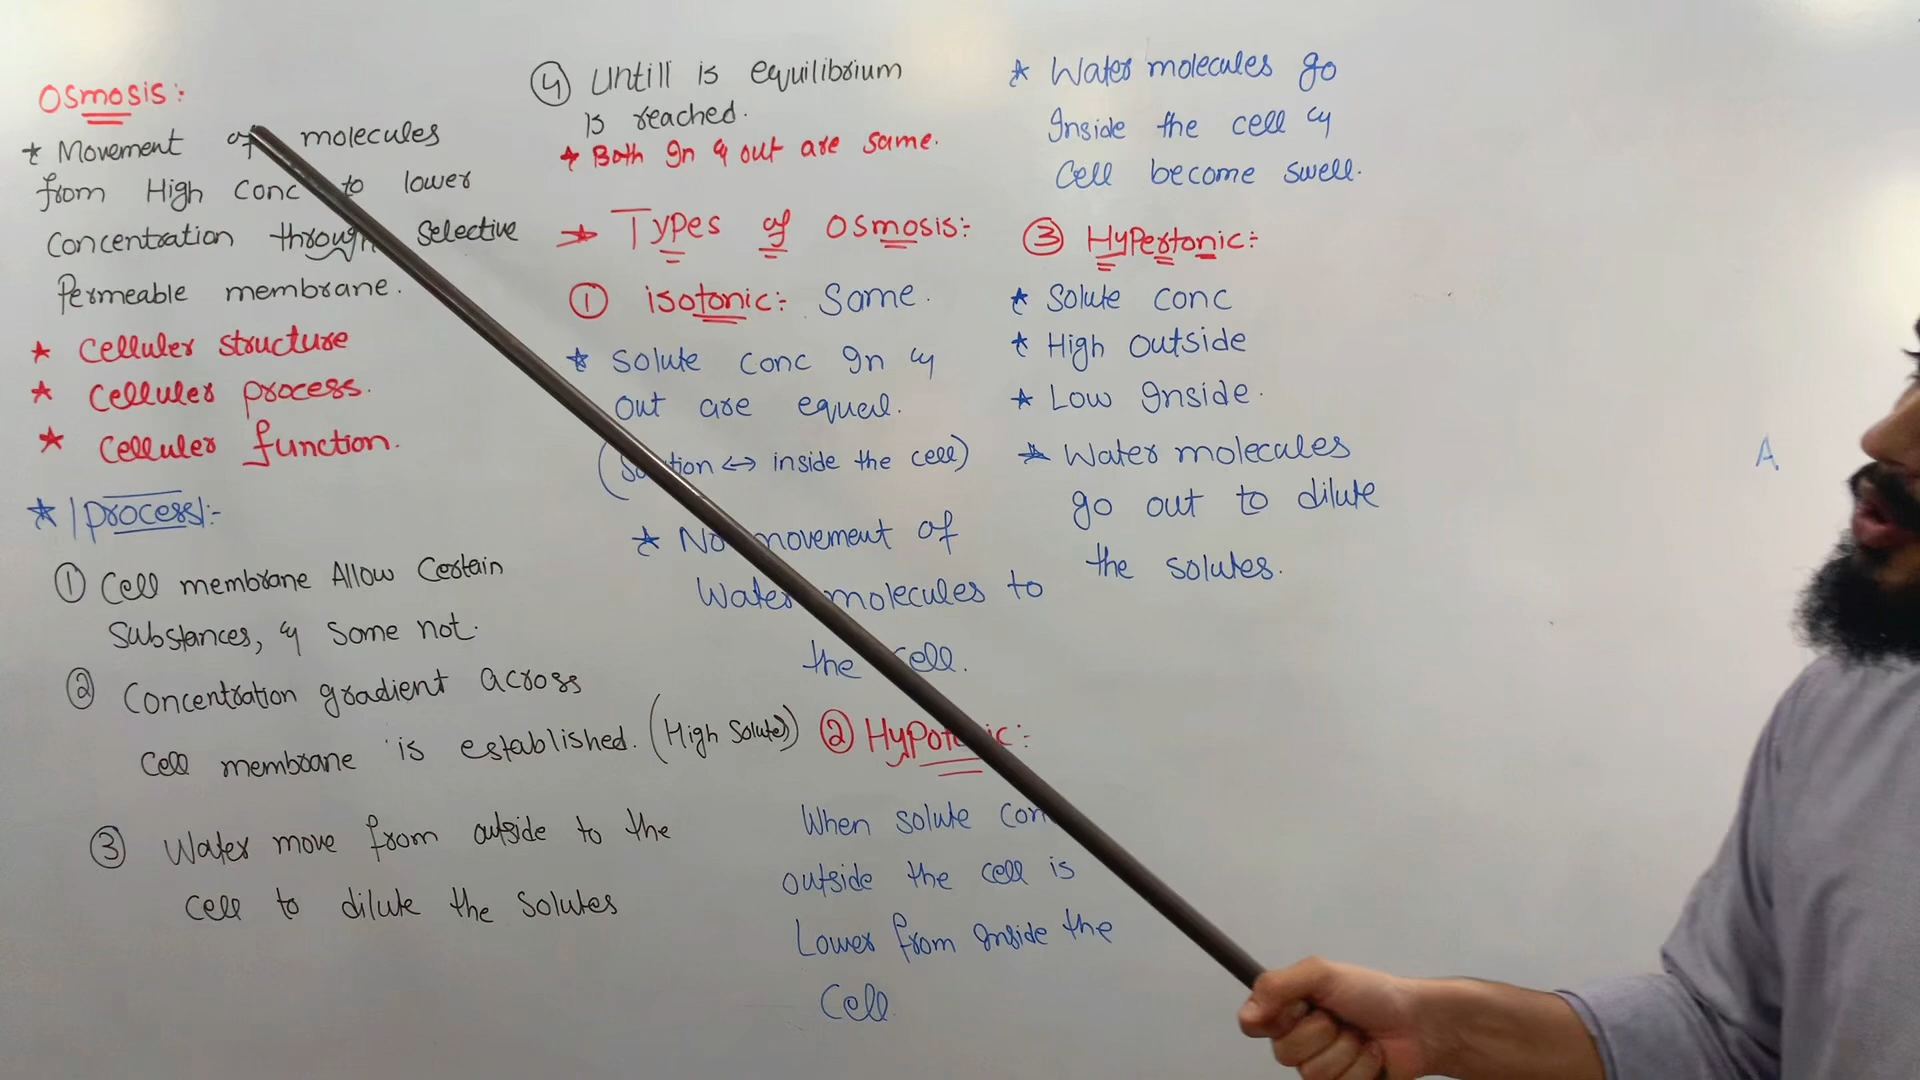 Osmosis:
* Movement of molecules
from High Conc to lower
Concentration through Selective
Permeable membrane.
* Celluler structure
* Celluler process.
* Celluler function.
* process:-
① Cell membrane Allow Certain
Substances, & Some not.
② Concentration gradient across
Cell membrane is established. (High Solutes)
③ Water move from outside to the
Cell to dilute the Solutes
④ Untill is equilibrium
Is reached.
* Both In & out are same.
→ Types of Osmosis:-
① isotonic:- Same.
* Solute Conc In &
Out are equal.
(Solution ↔ inside the cell)
* No movement of
Water molecules to
the Cell.
② Hypotonic:-
When solute Con
outside the cell is
Lower from Inside the
Cell.
* Water molecules go
Inside the cell &
Cell become swell.
③ Hypertonic:-
* Solute Conc
* High Outside
* Low Inside.
* Water molecules
go out to dilute
the solutes.
A